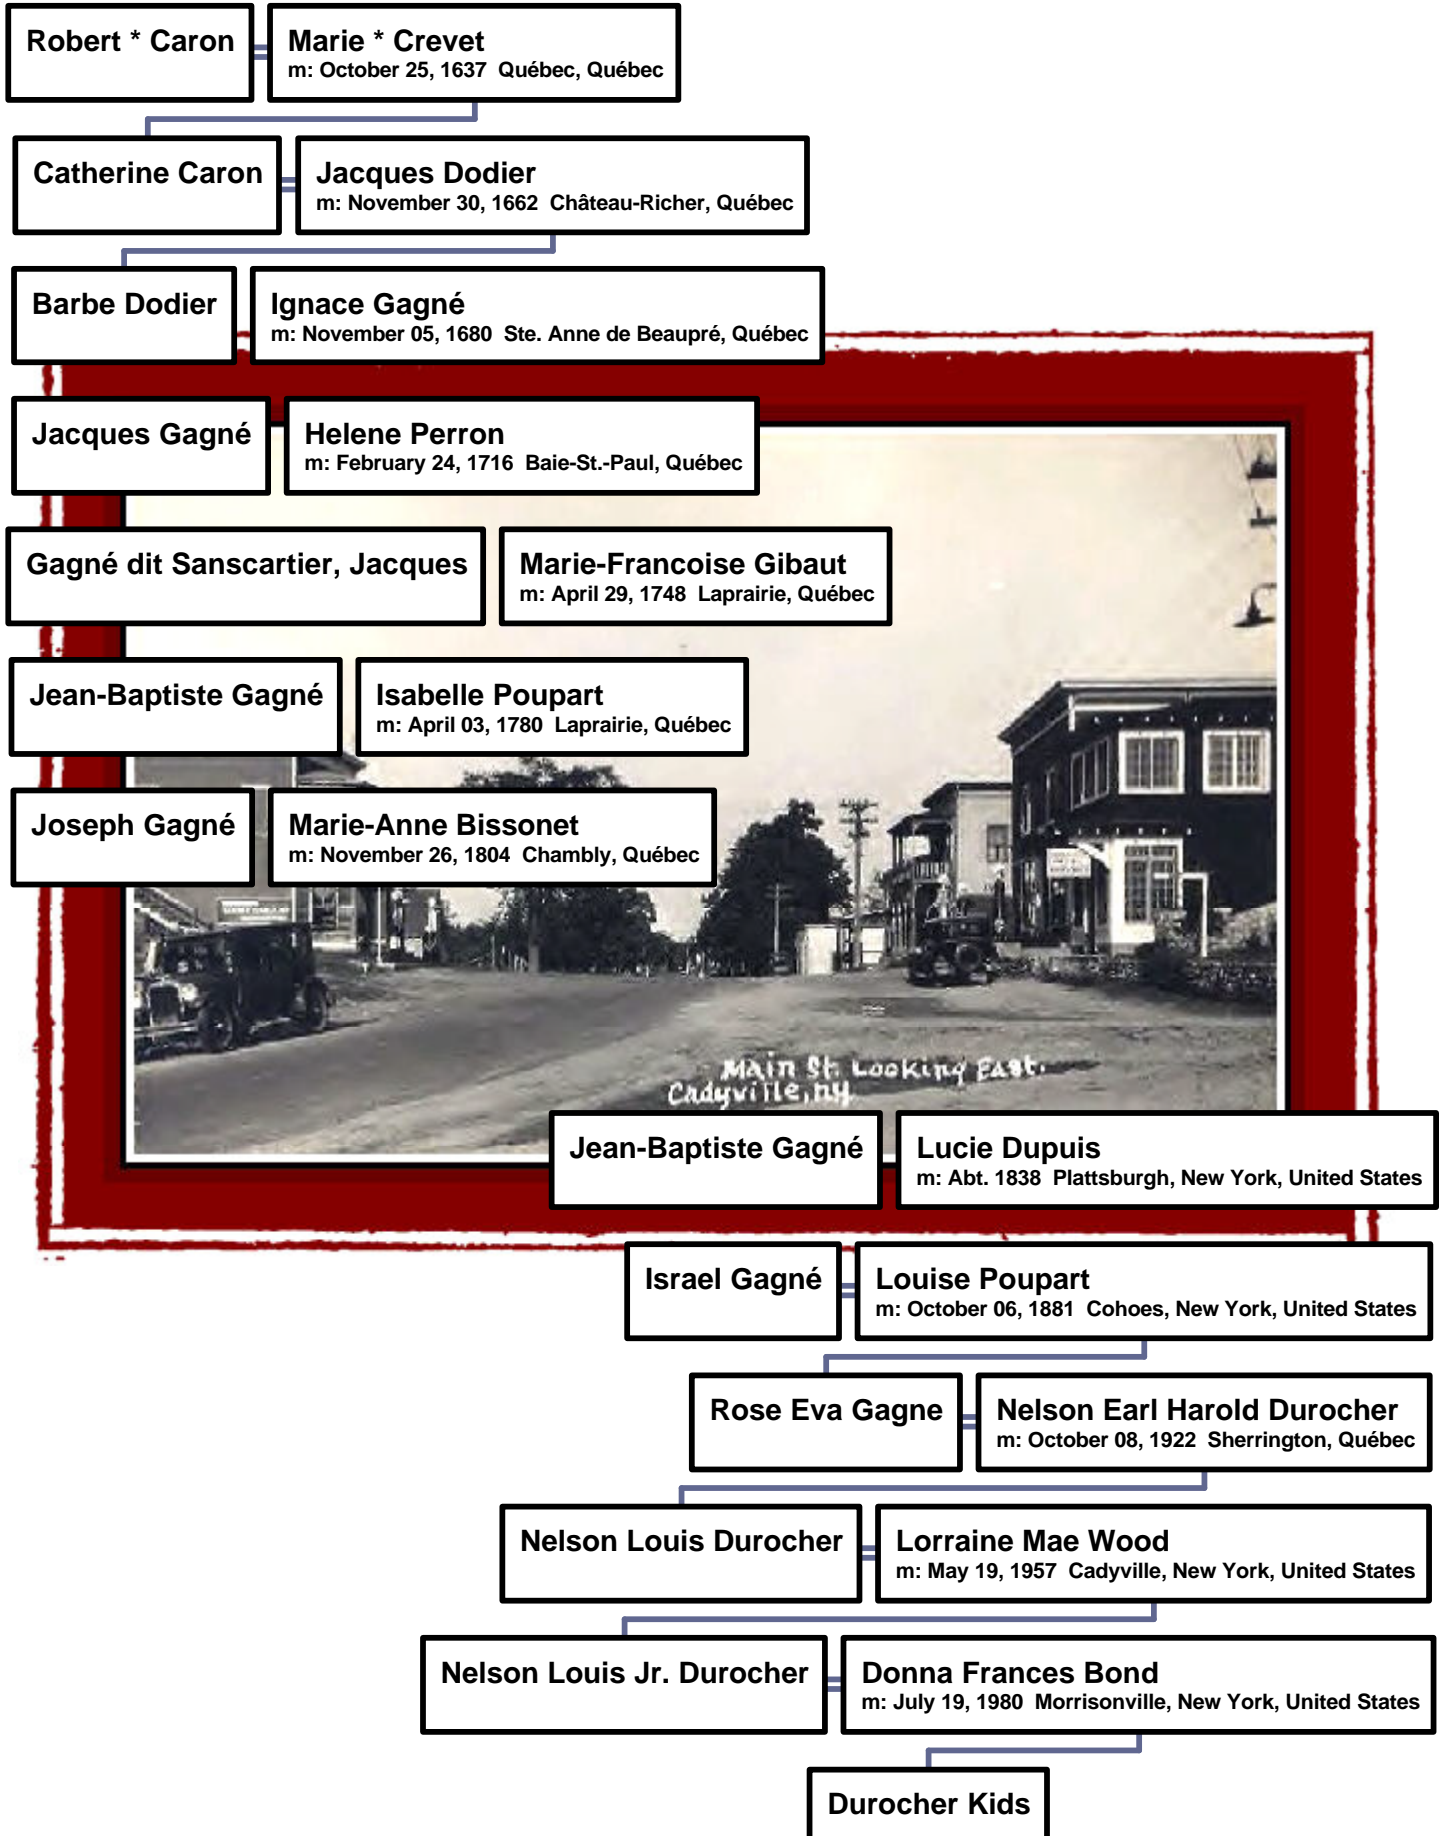 Robert * Caron
Marie * Crevet
m: October 25, 1637 Québec, Québec
Catherine Caron
Jacques Dodier
m: November 30, 1662 Château-Richer, Québec
Barbe Dodier
Ignace Gagné
m: November 05, 1680 Ste. Anne de Beaupré, Québec
Jacques Gagné
Helene Perron
m: February 24, 1716 Baie-St.-Paul, Québec
Gagné dit Sanscartier, Jacques
Marie-Francoise Gibaut
m: April 29, 1748 Laprairie, Québec
Jean-Baptiste Gagné
Isabelle Poupart
m: April 03, 1780 Laprairie, Québec
Joseph Gagné
Marie-Anne Bissonet
m: November 26, 1804 Chambly, Québec
Main St. Looking East.
Cadyville, NY.
Jean-Baptiste Gagné
Lucie Dupuis
m: Abt. 1838 Plattsburgh, New York, United States
Israel Gagné
Louise Poupart
m: October 06, 1881 Cohoes, New York, United States
Rose Eva Gagne
Nelson Earl Harold Durocher
m: October 08, 1922 Sherrington, Québec
Nelson Louis Durocher
Lorraine Mae Wood
m: May 19, 1957 Cadyville, New York, United States
Nelson Louis Jr. Durocher
Donna Frances Bond
m: July 19, 1980 Morrisonville, New York, United States
Durocher Kids